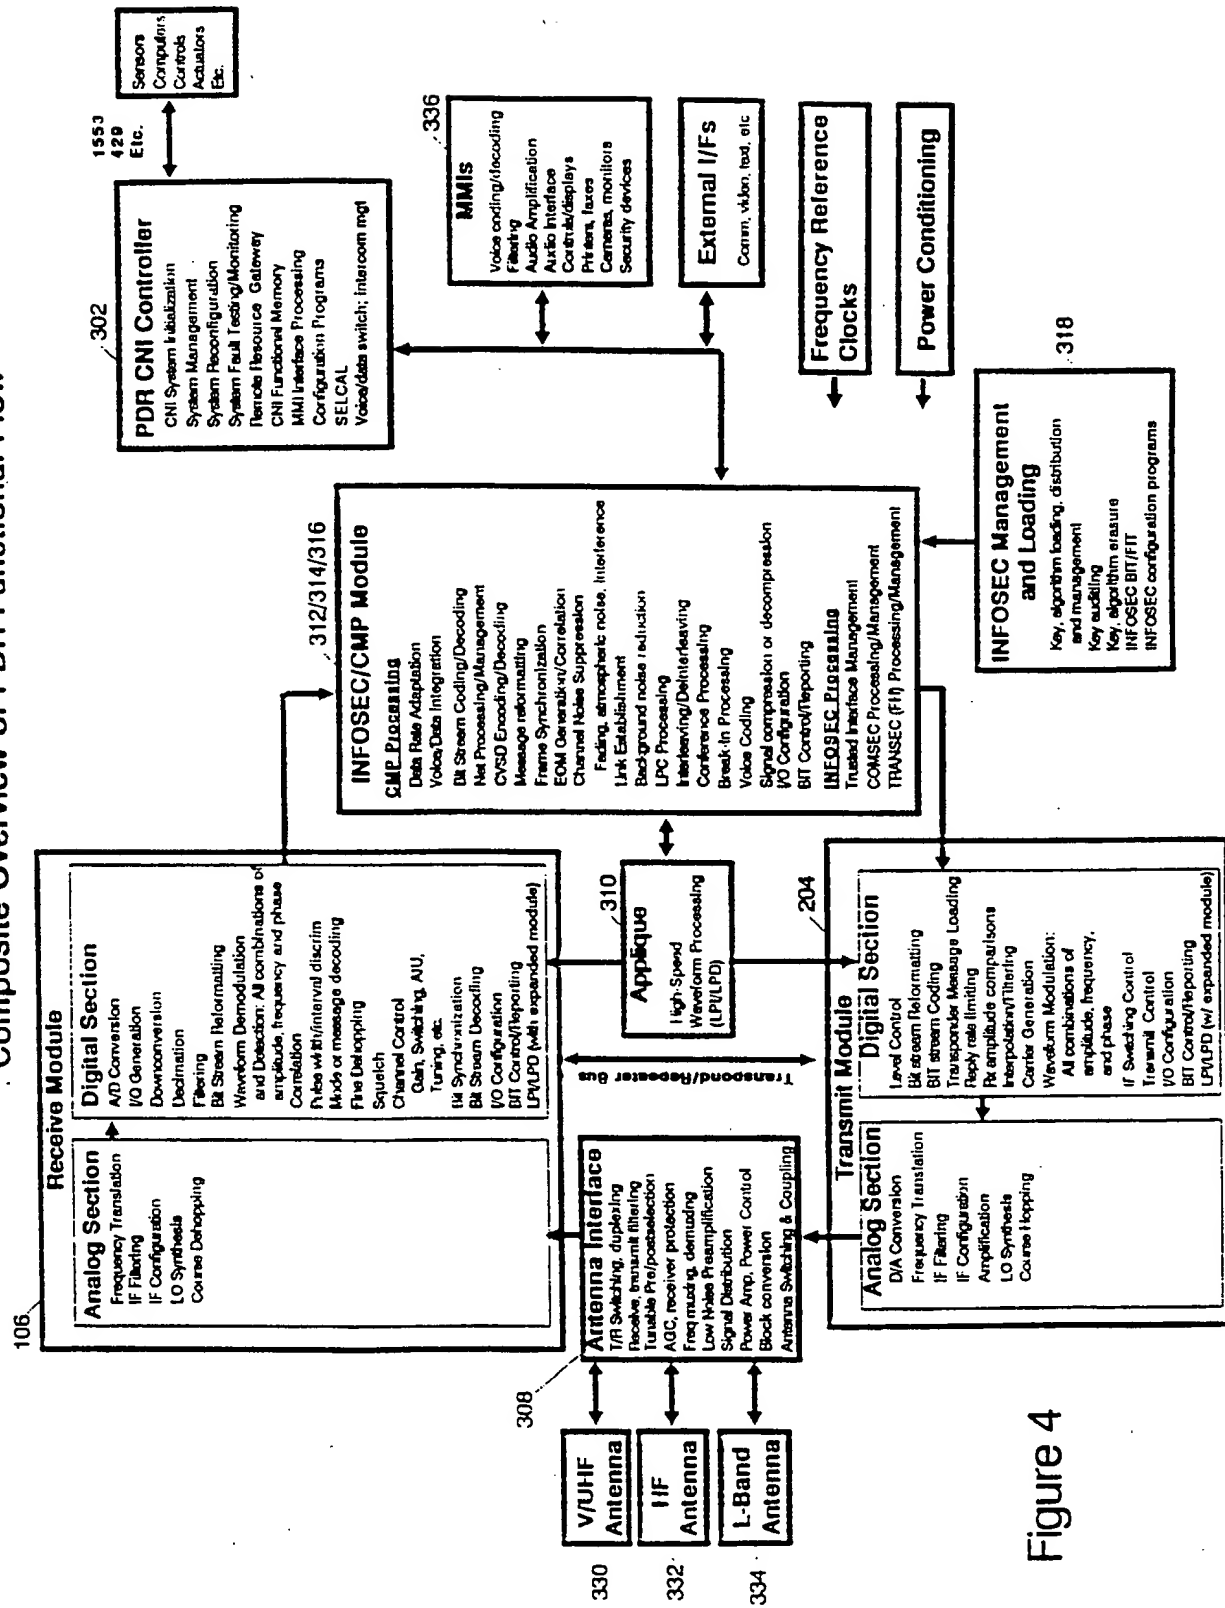 Composite Overview of PDR Functional Flow
106
Receive Module
Analog Section
Frequency Translation
IF Filtering
IF Configuration
LO Synthesis
Course Dehopping
Digital Section
A/D Conversion
I/O Generation
Downconversion
Decimation
Filtering
Bit Stream Reformatting
Waveform Demodulation
and Detection: All combinations of
amplitude, frequency and phase
Correlation
Pulse width/interval discrim
Mode or message decoding
Fine Dehopping
Squelch
Channel Control
Gain, Switching, AIU,
Tuning, etc.
Bit Synchronization
Bit Stream Decoding
I/O Configuration
BIT Control/Reporting
LPI/LPD (with expanded module)
308
Antenna Interface
T/R Switching, duplexing
Receive, transmit filtering
Tunable Pre/postselection
AGC, receiver protection
Freq muxing, demuxing
Low Noise Preamplification
Signal Distribution
Power Amp, Power Control
Block conversion
Antenna Switching & Coupling
V/UHF
Antenna
330
HF
Antenna
332
L-Band
Antenna
334
Transpond/Repeater Bus
310
Applique
High-Speed
Waveform Processing
(LPI/LPD)
204
Transmit Module
Analog Section
D/A Conversion
Frequency Translation
IF Filtering
IF Configuration
Amplification
LO Synthesis
Course Hopping
Digital Section
Level Control
Bit stream Reformatting
BIT stream Coding
Transponder Message Loading
Reply rate limiting
Rx amplitude comparisons
Interpolation/Filtering
Carrier Generation
Waveform Modulation:
All combinations of
amplitude, frequency,
and phase
IF Switching Control
Transmit Control
I/O Configuration
BIT Control/Reporting
LPI/LPD (w/ expanded module)
312/314/316
INFOSEC/CMP Module
CMP Processing
Data Rate Adaptation
Voice/Data Integration
Bit Stream Coding/Decoding
Net Processing/Management
CVSD Encoding/Decoding
Message reformatting
Frame Synchronization
EOM Generation/Correlation
Channel Noise Suppression
Fading, atmospheric noise, interference
Link Establishment
Background noise reduction
LPC Processing
Interleaving/Deinterleaving
Conference Processing
Break-In Processing
Voice Coding
Signal compression or decompression
I/O Configuration
BIT Control/Reporting
INFOSEC Processing
Trusted Interface Management
COMSEC Processing/Management
TRANSEC (FH) Processing/Management
302
PDR CNI Controller
CNI System Initialization
System Management
System Reconfiguration
System Fault Testing/Monitoring
Remote Resource Gateway
CNI Functional Memory
MMI Interface Processing
Configuration Programs
SELCAL
Voice/data switch; intercom mgt
1553
429
Etc.
Sensors
Computors
Controls
Actuators
Etc.
336
MMIs
Voice coding/decoding
Filtering
Audio Amplification
Audio Interface
Controls/displays
Printers, faxes
Cameras, monitors
Security devices
External I/Fs
Comm, video, text, etc
Frequency Reference
Clocks
Power Conditioning
318
INFOSEC Management
and Loading
Key, algorithm loading, distribution
and management
Key auditing
Key, algorithm erasure
INFOSEC BIT/FIT
INFOSEC configuration programs
Figure 4